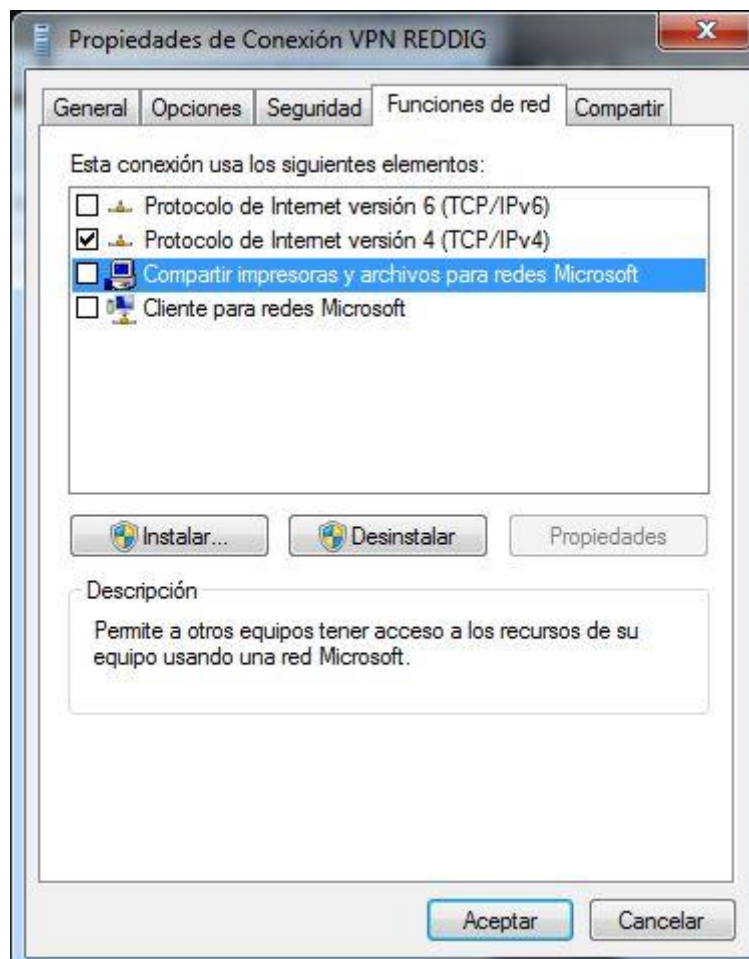 Propiedades de Conexión VPN REDDIG
General Opciones Seguridad Funciones de red Compartir
Esta conexión usa los siguientes elementos:
Protocolo de Internet versión 6 (TCP/IPv6)
Protocolo de Internet versión 4 (TCP/IPv4)
Compartir impresoras y archivos para redes Microsoft
Cliente para redes Microsoft
Instalar... Desinstalar Propiedades
Descripción
Permite a otros equipos tener acceso a los recursos de su
equipo usando una red Microsoft.
Aceptar Cancelar